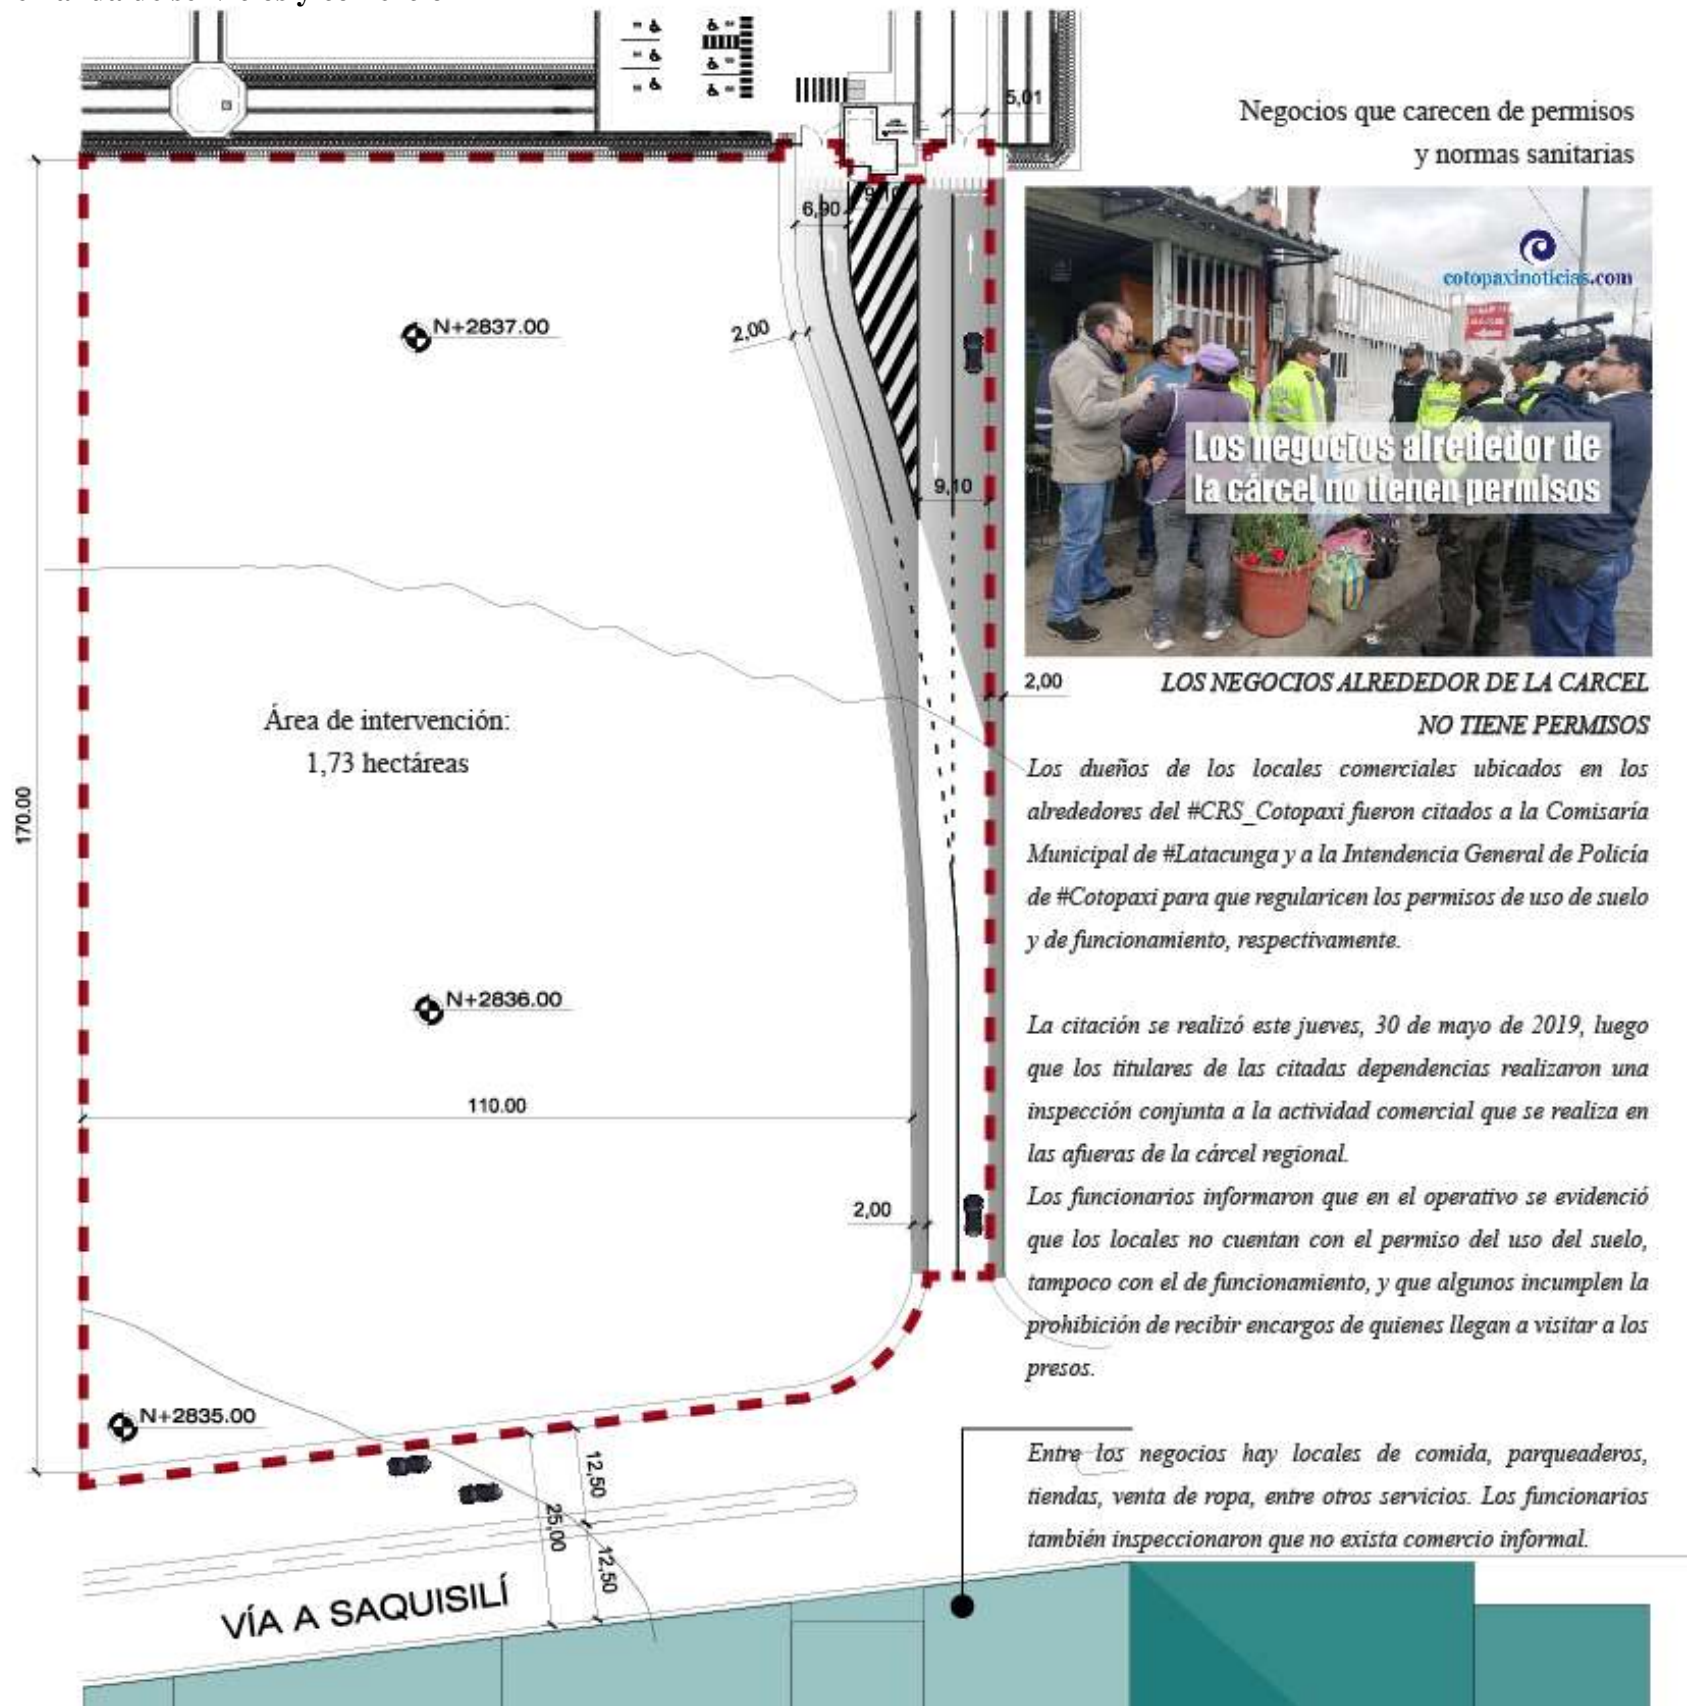 5,01
Negocios que carecen de permisos
y normas sanitarias
cotopaxinoticias.com
Los negocios alrededor de
la cárcel no tienen permisos
6,90
9,10
N+2837.00
2,00
9,10
2,00
LOS NEGOCIOS ALREDEDOR DE LA CARCEL
NO TIENE PERMISOS
Área de intervención:
1,73 hectáreas
170.00
Los dueños de los locales comerciales ubicados en los
alrededores del #CRS_Cotopaxi fueron citados a la Comisaría
Municipal de #Latacunga y a la Intendencia General de Policía
de #Cotopaxi para que regularicen los permisos de uso de suelo
y de funcionamiento, respectivamente.
N+2836.00
110.00
La citación se realizó este jueves, 30 de mayo de 2019, luego
que los titulares de las citadas dependencias realizaron una
inspección conjunta a la actividad comercial que se realiza en
las afueras de la cárcel regional.
2,00
Los funcionarios informaron que en el operativo se evidenció
que los locales no cuentan con el permiso del uso del suelo,
tampoco con el de funcionamiento, y que algunos incumplen la
prohibición de recibir encargos de quienes llegan a visitar a los
presos.
N+2835.00
12,50
25,00
12,50
VÍA A SAQUISILÍ
Entre los negocios hay locales de comida, parqueaderos,
tiendas, venta de ropa, entre otros servicios. Los funcionarios
también inspeccionaron que no exista comercio informal.